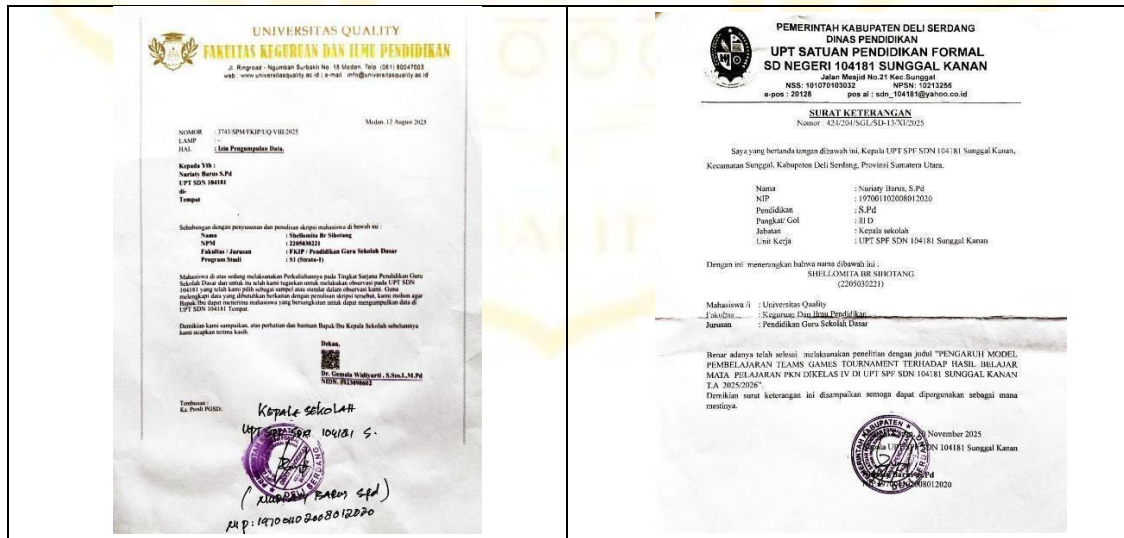 UNIVERSITAS QUALITY
FAKULTAS KEGURUAN DAN ILMU PENDIDIKAN
Jl. Ringroad - Ngumban Surbakti No. 18 Medan, Telp. (061) 80047003
web : www.universitasquality.ac.id | e-mail : info@universitasquality.ac.id
Medan, 12 August 2025
NOMOR : 3743/SPM/FKIP/UQ/VIII/2025
LAMP : -
HAL : Izin Pengumpulan Data.
Kepada Yth :
Nuriaty Barus S.Pd
UPT SDN 104181
di-
Tempat
Sehubungan dengan penyusunan dan penulisan skripsi mahasiswa di bawah ini :
Nama : Shellomita Br Sihotang
NPM : 2205030221
Fakultas / Jurusan : FKIP / Pendidikan Guru Sekolah Dasar
Program Studi : S1 (Strata-1)
Mahasiswa di atas sedang melaksanakan Perkuliahannya pada Tingkat Sarjana Pendidikan Guru
Sekolah Dasar dan untuk itu telah kami tugaskan untuk melakukan observasi pada UPT SDN
104181 yang telah kami pilih sebagai sampel atau standar dalam observasi kami. Guna
melengkapi data yang dibutuhkan berkaitan dengan penulisan skripsi tersebut, kami mohon agar
Bapak/Ibu dapat menerima mahasiswa yang bersangkutan untuk dapat mengumpulkan data di
UPT SDN 104181 Tempat.
Demikian kami sampaikan, atas perhatian dan bantuan Bapak/Ibu Kepala Sekolah sebelumnya
kami ucapkan terima kasih.
Dekan,
Dr. Gemala Widiyarti , S.Sos.I.,M.Pd
NIDN. 0123098602
Tembusan :
Ka. Prodi PGSD.
KEPALA SEKOLAH
UPT SPF SDN 104181 S.
(NURIATY BARUS Spd)
NIP : 197001102008012020
PEMERINTAH KABUPATEN DELI SERDANG
DINAS PENDIDIKAN
UPT SATUAN PENDIDIKAN FORMAL
SD NEGERI 104181 SUNGGAL KANAN
Jalan Mesjid No.21 Kec.Sunggal
NSS: 101070103032 NPSN: 10213255
e-pos : 20128 pos al : sdn_104181@yahoo.co.id
SURAT KETERANGAN
Nomor : 424/204/SGL/SD-13/XI/2025
Saya yang bertanda tangan dibawah ini, Kepala UPT SPF SDN 104181 Sunggal Kanan,
Kecamatan Sunggal, Kabupaten Deli Serdang, Provinsi Sumatera Utara.
Nama : Nuriaty Barus, S.Pd
NIP : 197001102008012020
Pendidikan : S.Pd
Pangkat/ Gol : III D
Jabatan : Kepala sekolah
Unit Kerja : UPT SPF SDN 104181 Sunggal Kanan
Dengan ini menerangkan bahwa nama dibawah ini :
SHELLOMITA BR SIHOTANG
(2205030221)
Mahasiswa /i : Universitas Quality
Fakultas : Keguruan Dan Ilmu Pendidikan
Jurusan : Pendidikan Guru Sekolah Dasar
Benar adanya telah selesai melaksanakan penelitian dengan judul "PENGARUH MODEL
PEMBELAJARAN TEAMS GAMES TOURNAMENT TERHADAP HASIL BELAJAR
MATA PELAJARAN PKN DIKELAS IV DI UPT SPF SDN 104181 SUNGGAL KANAN
T.A 2025/2026".
Demikian surat keterangan ini disampaikan semoga dapat dipergunakan sebagai mana
mestinya.
November 2025
Kepala UPT SPF SDN 104181 Sunggal Kanan